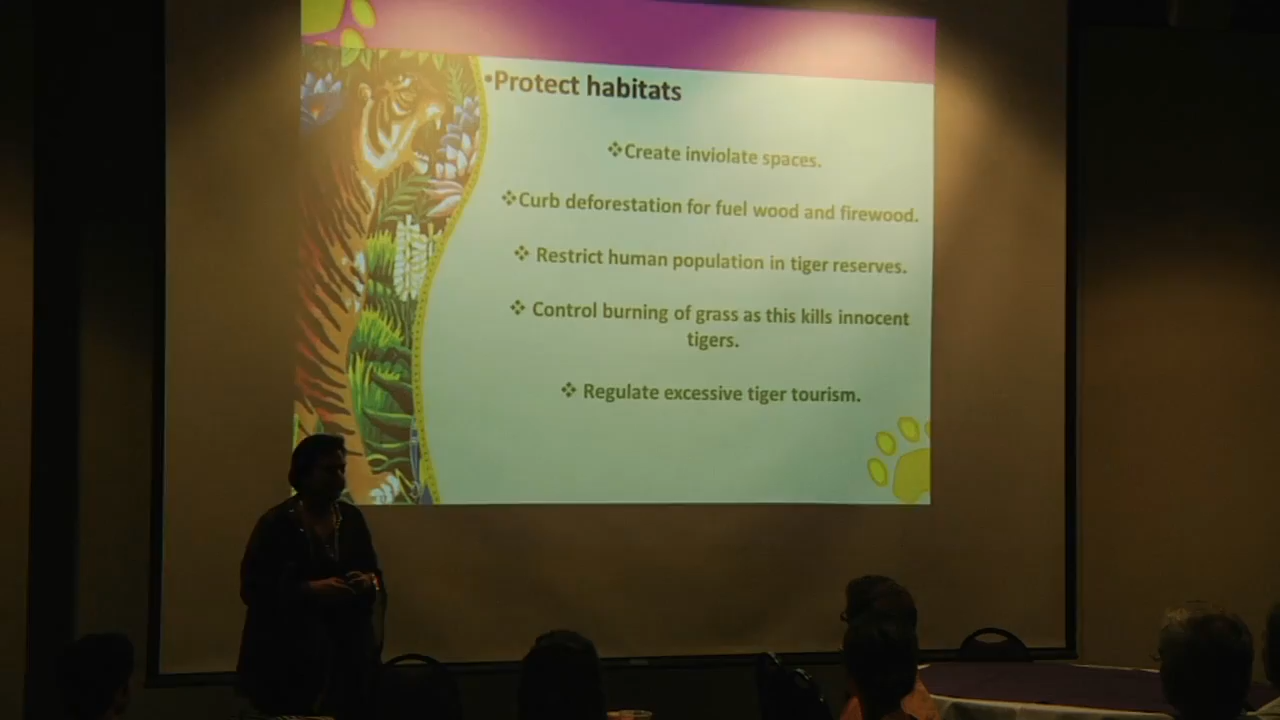 •Protect habitats
❖Create inviolate spaces.
❖Curb deforestation for fuel wood and firewood.
❖ Restrict human population in tiger reserves.
❖ Control burning of grass as this kills innocent
tigers.
❖ Regulate excessive tiger tourism.